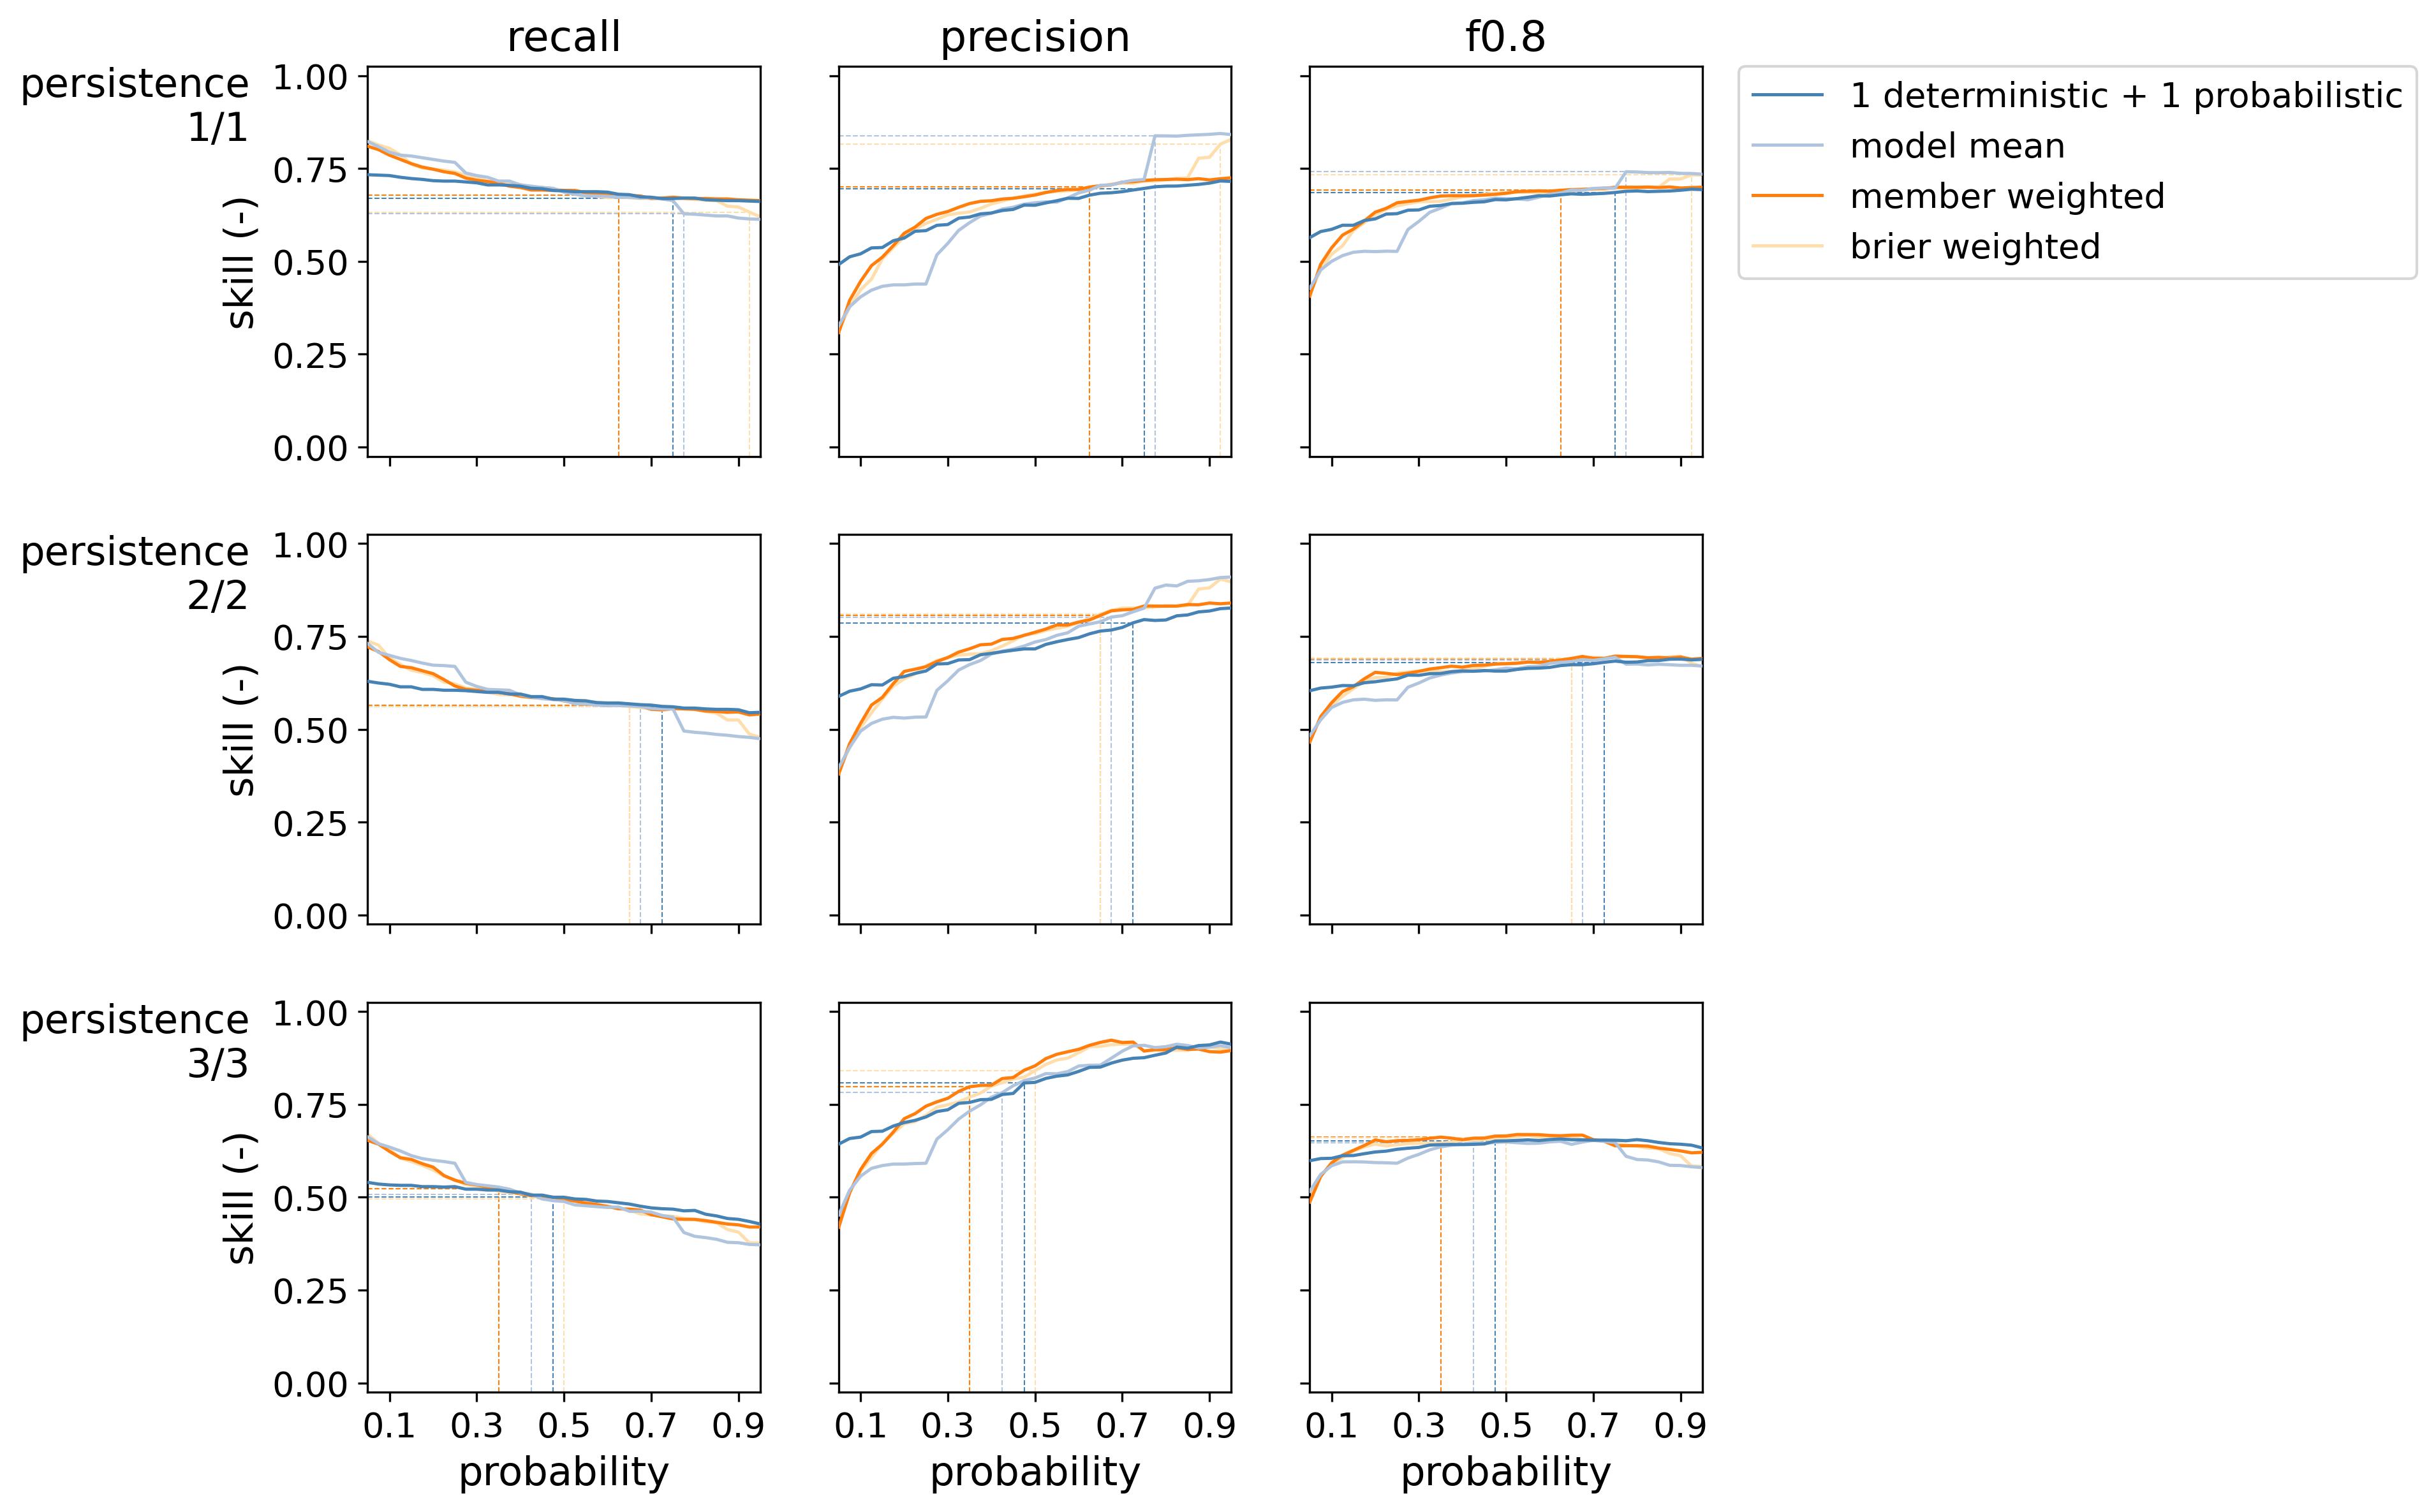 recall
precision
f0.8
persistence
1/1
1.00
0.75
0.50
0.25
0.00
skill (-)
1 deterministic + 1 probabilistic
model mean
member weighted
brier weighted
persistence
2/2
1.00
0.75
0.50
0.25
0.00
skill (-)
persistence
3/3
1.00
0.75
0.50
0.25
0.00
skill (-)
0.1 0.3 0.5 0.7 0.9
probability
0.1 0.3 0.5 0.7 0.9
probability
0.1 0.3 0.5 0.7 0.9
probability